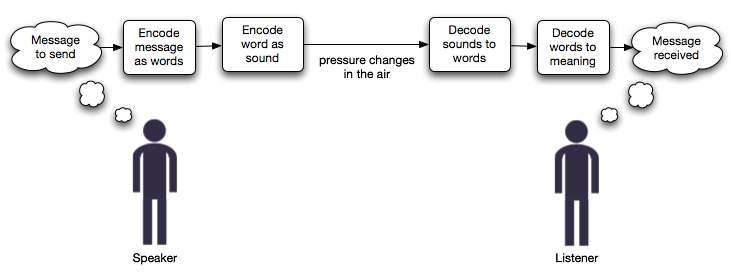 Message
to send
Encode
message
as words
Encode
word as
sound
pressure changes
in the air
Decode
sounds to
words
Decode
words to
meaning
Message
received
Speaker
Listener